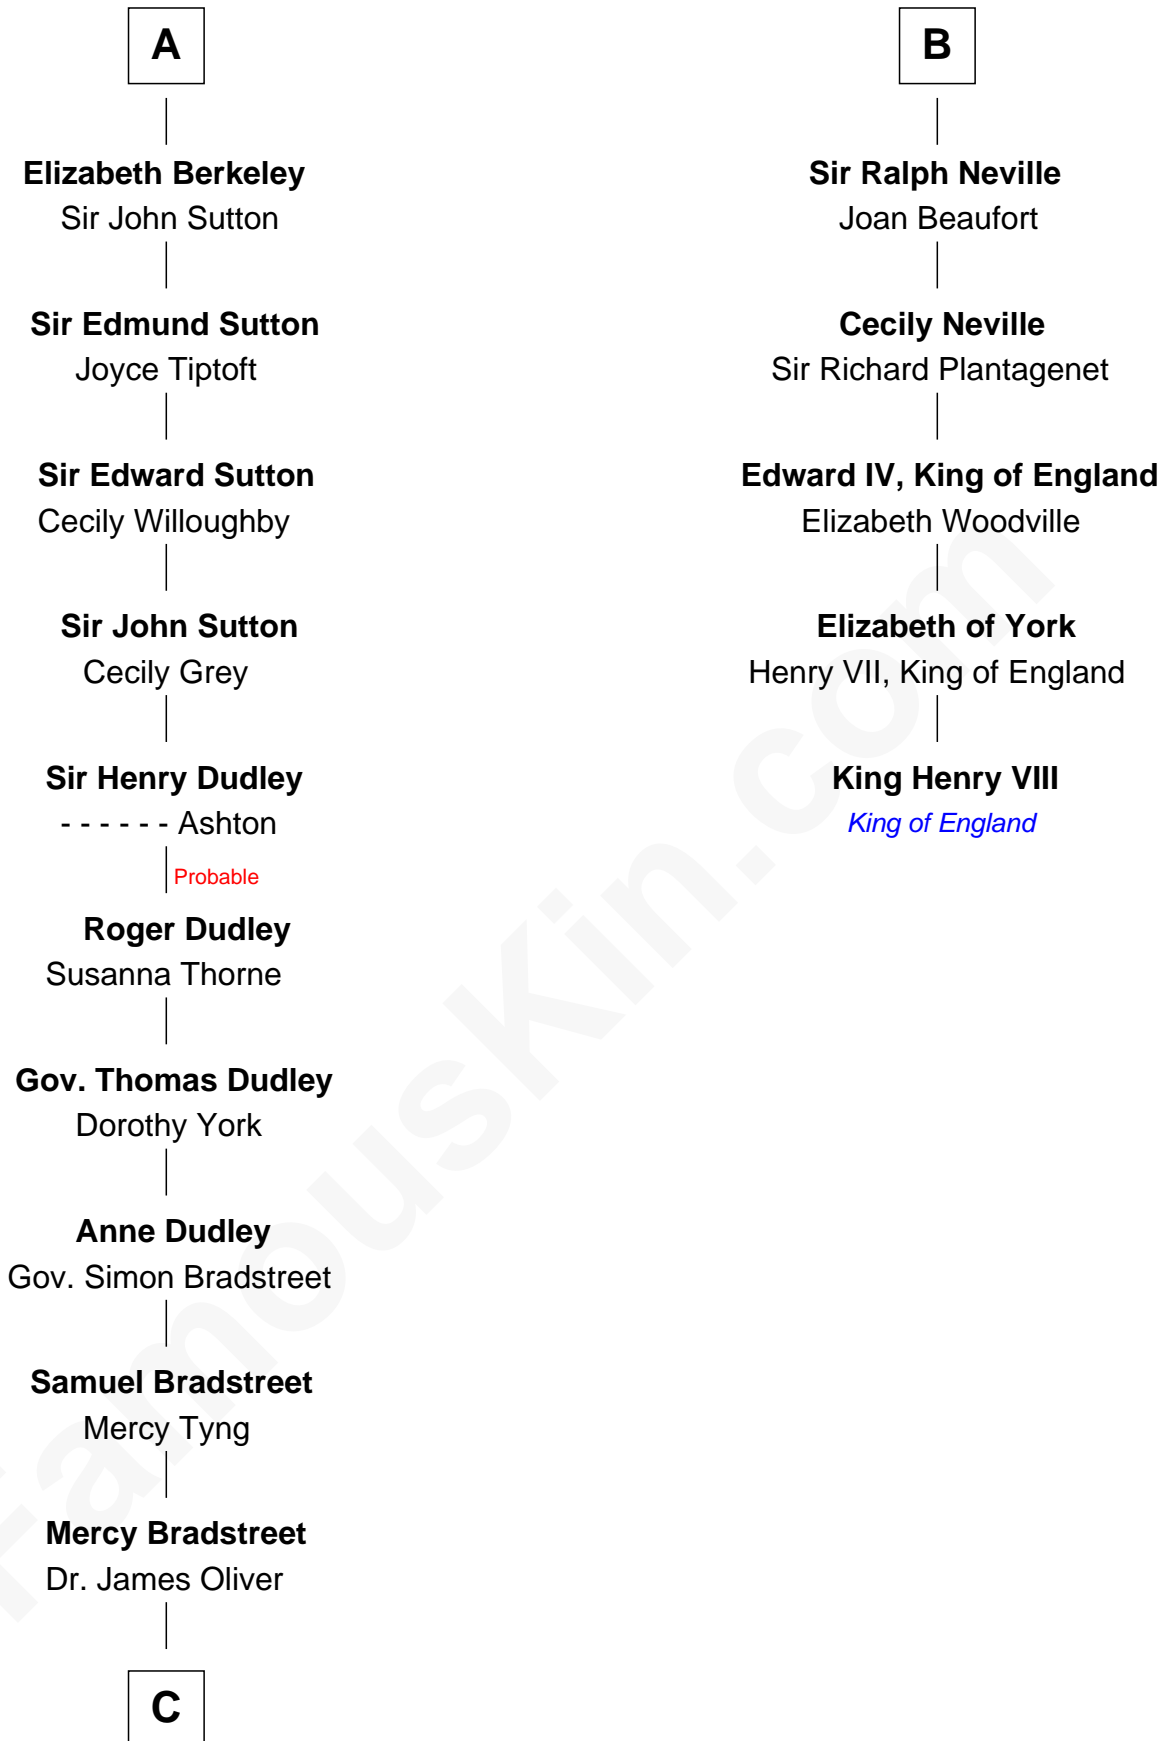 A
Elizabeth Berkeley
Sir John Sutton
Sir Edmund Sutton
Joyce Tiptoft
Sir Edward Sutton
Cecily Willoughby
Sir John Sutton
Cecily Grey
Sir Henry Dudley
- - - - - - Ashton
Probable
Roger Dudley
Susanna Thorne
Gov. Thomas Dudley
Dorothy York
Anne Dudley
Gov. Simon Bradstreet
Samuel Bradstreet
Mercy Tyng
Mercy Bradstreet
Dr. James Oliver
C
B
Sir Ralph Neville
Joan Beaufort
Cecily Neville
Sir Richard Plantagenet
Edward IV, King of England
Elizabeth Woodville
Elizabeth of York
Henry VII, King of England
King Henry VIII
King of England
FamousKin.com